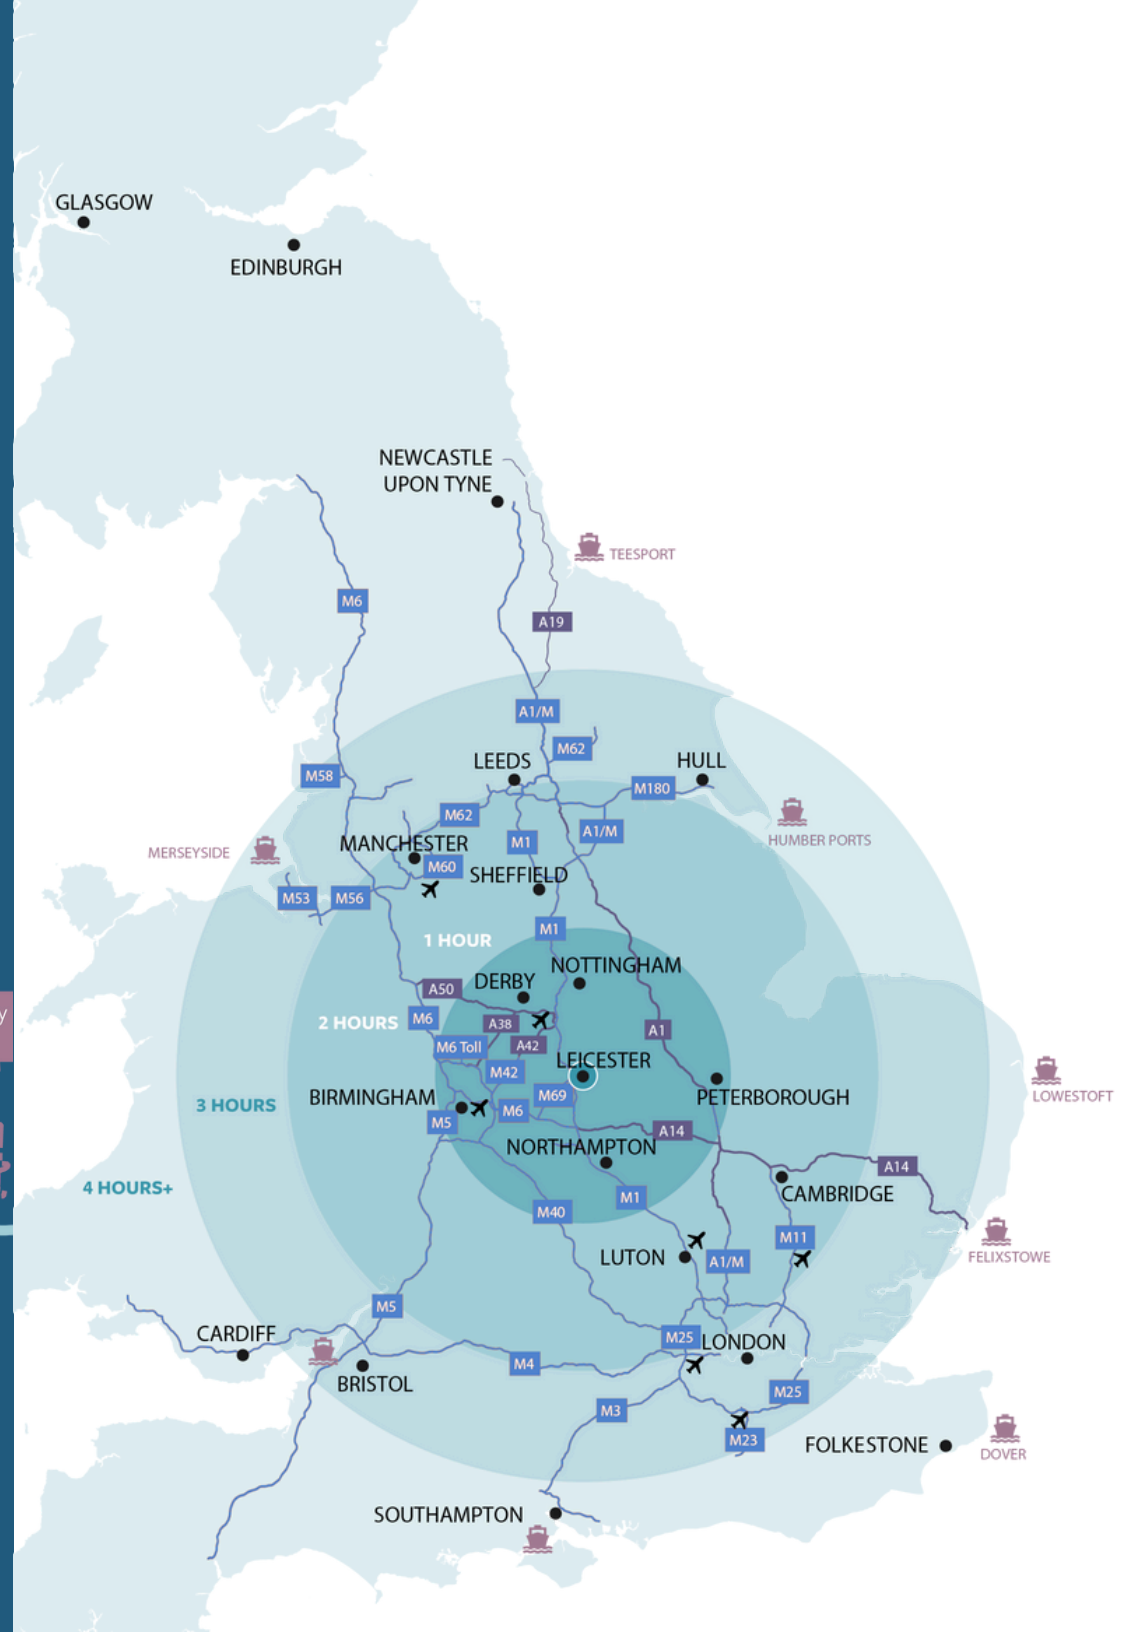 GLASGOW
EDINBURGH
NEWCASTLE
UPON TYNE
TEESPORT
M6
A19
A1/M
M62
LEEDS
HULL
M58
M180
M62
HUMBER PORTS
A1/M
M1
MANCHESTER
MERSEYSIDE
M60
SHEFFIELD
M53
M56
M1
1 HOUR
NOTTINGHAM
DERBY
A50
2 HOURS
M6
A38
A1
M6 Toll
A42
LEICESTER
M42
LOWESTOFT
3 HOURS
BIRMINGHAM
M69
PETERBOROUGH
M6
M5
A14
NORTHAMPTON
A14
4 HOURS+
CAMBRIDGE
M1
M40
M11
LUTON
A1/M
FELIXSTOWE
M5
CARDIFF
M25
LONDON
M4
BRISTOL
M25
M3
M23
FOLKESTONE
DOVER
SOUTHAMPTON
y